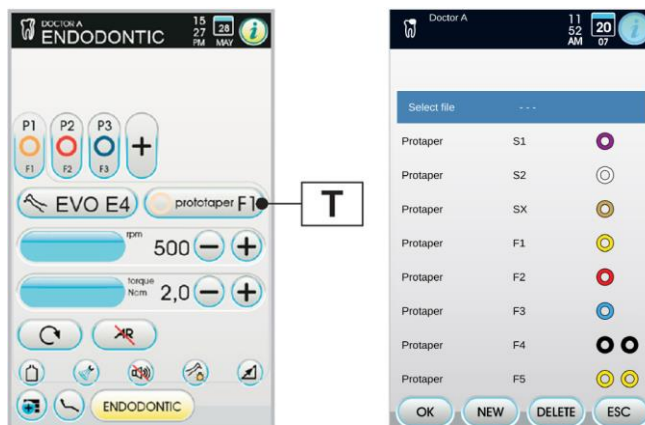 DOCTOR A
ENDODONTIC
15
27
PM
28
MAY
i
P1
P2
P3
+
F1
F2
F3
EVO E4
prototaper F1
T
rpm
500 − +
torque
Ncm
2,0 − +
AR
ENDODONTIC
Doctor A
11
52
AM
20
07
i
Select file - - -
Protaper S1
Protaper S2
Protaper SX
Protaper F1
Protaper F2
Protaper F3
Protaper F4
Protaper F5
OK NEW DELETE ESC